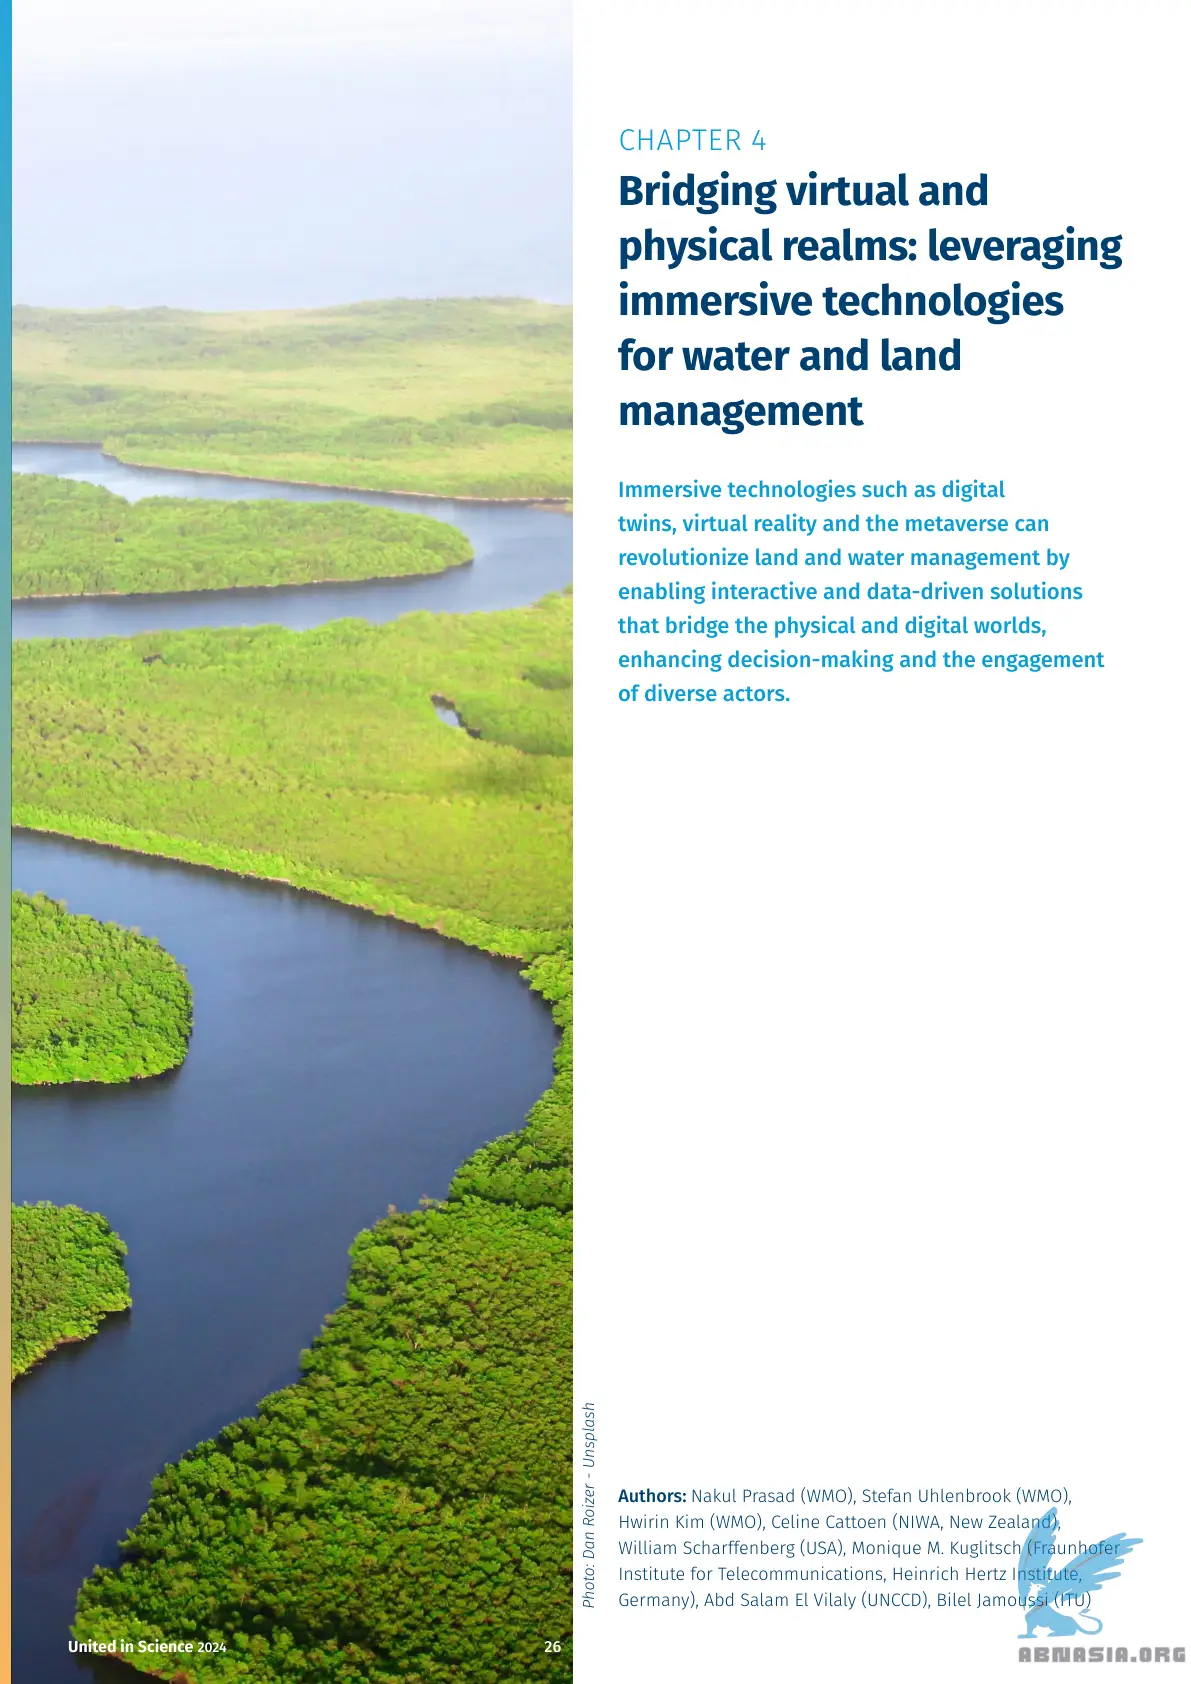 CHAPTER 4
Bridging virtual and
physical realms: leveraging
immersive technologies
for water and land
management
Immersive technologies such as digital
twins, virtual reality and the metaverse can
revolutionize land and water management by
enabling interactive and data-driven solutions
that bridge the physical and digital worlds,
enhancing decision-making and the engagement
of diverse actors.
Photo: Dan Roizer - Unsplash
Authors: Nakul Prasad (WMO), Stefan Uhlenbrook (WMO),
Hwirin Kim (WMO), Celine Cattoen (NIWA, New Zealand),
William Scharffenberg (USA), Monique M. Kuglitsch (Fraunhofer
Institute for Telecommunications, Heinrich Hertz Institute,
Germany), Abd Salam El Vilaly (UNCCD), Bilel Jamoussi (ITU)
United in Science 2024
26
ABNASIA.ORG